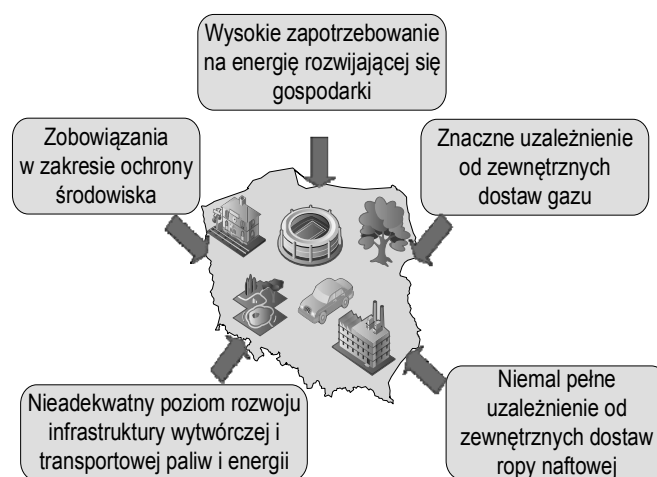 Wysokie zapotrzebowanie
na energię rozwijającej się
gospodarki
Zobowiązania
w zakresie ochrony
środowiska
Znaczne uzależnienie
od zewnętrznych
dostaw gazu
Nieadekwatny poziom rozwoju
infrastruktury wytwórczej i
transportowej paliw i energii
Niemal pełne
uzależnienie od
zewnętrznych dostaw
ropy naftowej